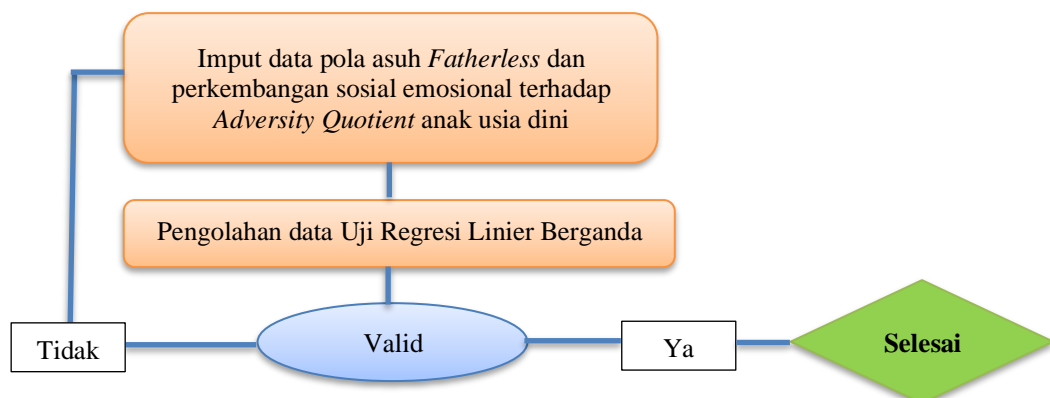 Imput data pola asuh Fatherless dan
perkembangan sosial emosional terhadap
Adversity Quotient anak usia dini
Pengolahan data Uji Regresi Linier Berganda
Tidak
Valid
Ya
Selesai